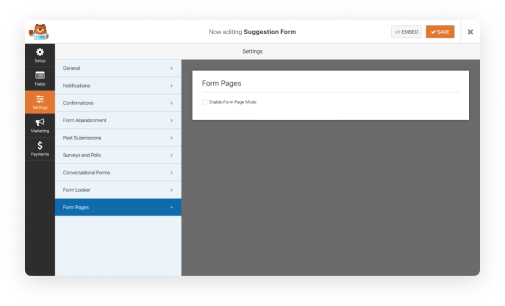 Now editing Suggestion Form
</> EMBED
SAVE
Setup
Settings
General
Fields
Notifications
Form Pages
Enable Form Page Mode
Settings
Confirmations
Form Abandonment
Marketing
Post Submissions
Payments
Surveys and Polls
Conversational Forms
Form Locker
Form Pages